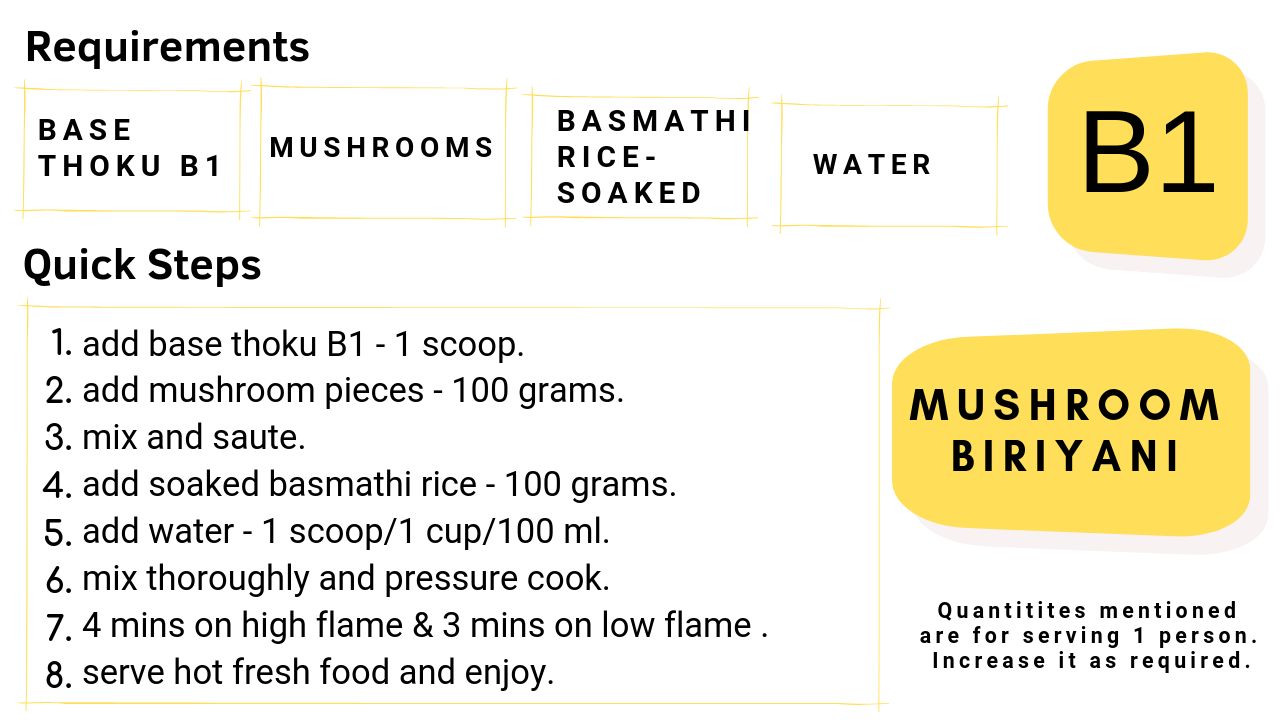 Requirements
BASE
THOKU B1
MUSHROOMS
BASMATHI
RICE-
SOAKED
WATER
B1
Quick Steps
1. add base thoku B1 - 1 scoop.
2. add mushroom pieces - 100 grams.
3. mix and saute.
4. add soaked basmathi rice - 100 grams.
5. add water - 1 scoop/1 cup/100 ml.
6. mix thoroughly and pressure cook.
7. 4 mins on high flame & 3 mins on low flame .
8. serve hot fresh food and enjoy.
MUSHROOM
BIRIYANI
Quantitites mentioned
are for serving 1 person.
Increase it as required.